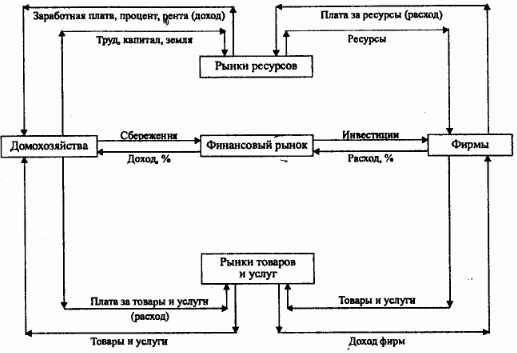 Заработная плата, процент, рента (доход)
Плата за ресурсы (расход)
Труд, капитал, земля
Ресурсы
Рынки ресурсов
Сбережения
Инвестиции
Домохозяйства
Финансовый рынок
Фирмы
Доход, %
Расход, %
Рынки товаров
и услуг
Плата за товары и услуги
(расход)
Товары и услуги
Товары и услуги
Доход фирм